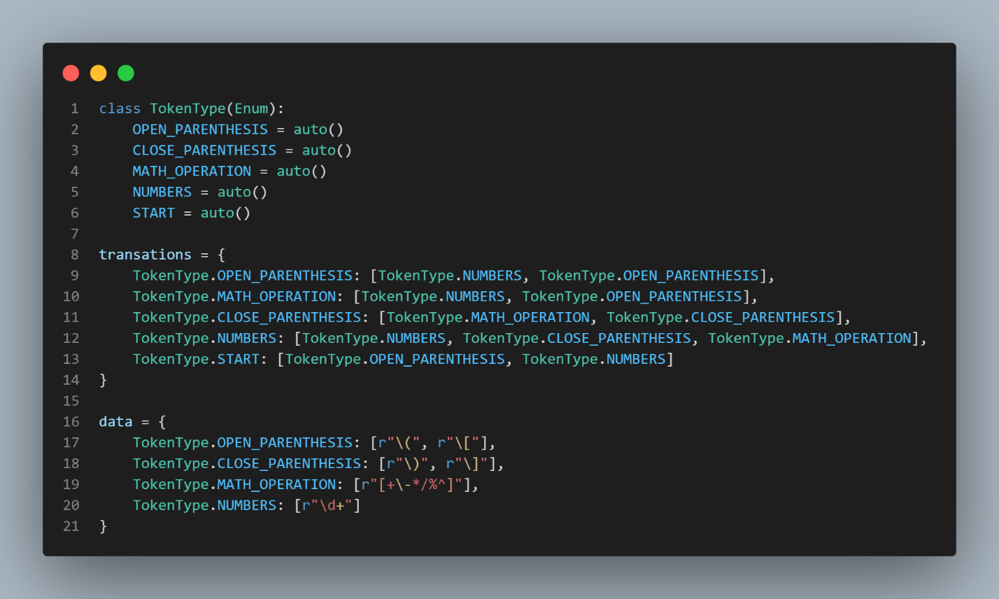 1 class TokenType(Enum):
2     OPEN_PARENTHESIS = auto()
3     CLOSE_PARENTHESIS = auto()
4     MATH_OPERATION = auto()
5     NUMBERS = auto()
6     START = auto()
7
8 transations = {
9     TokenType.OPEN_PARENTHESIS: [TokenType.NUMBERS, TokenType.OPEN_PARENTHESIS],
10     TokenType.MATH_OPERATION: [TokenType.NUMBERS, TokenType.OPEN_PARENTHESIS],
11     TokenType.CLOSE_PARENTHESIS: [TokenType.MATH_OPERATION, TokenType.CLOSE_PARENTHESIS],
12     TokenType.NUMBERS: [TokenType.NUMBERS, TokenType.CLOSE_PARENTHESIS, TokenType.MATH_OPERATION],
13     TokenType.START: [TokenType.OPEN_PARENTHESIS, TokenType.NUMBERS]
14 }
15
16 data = {
17     TokenType.OPEN_PARENTHESIS: [r"\(", r"\["],
18     TokenType.CLOSE_PARENTHESIS: [r"\)", r"\]"],
19     TokenType.MATH_OPERATION: [r"[+\-*/%^]"],
20     TokenType.NUMBERS: [r"\d+"]
21 }